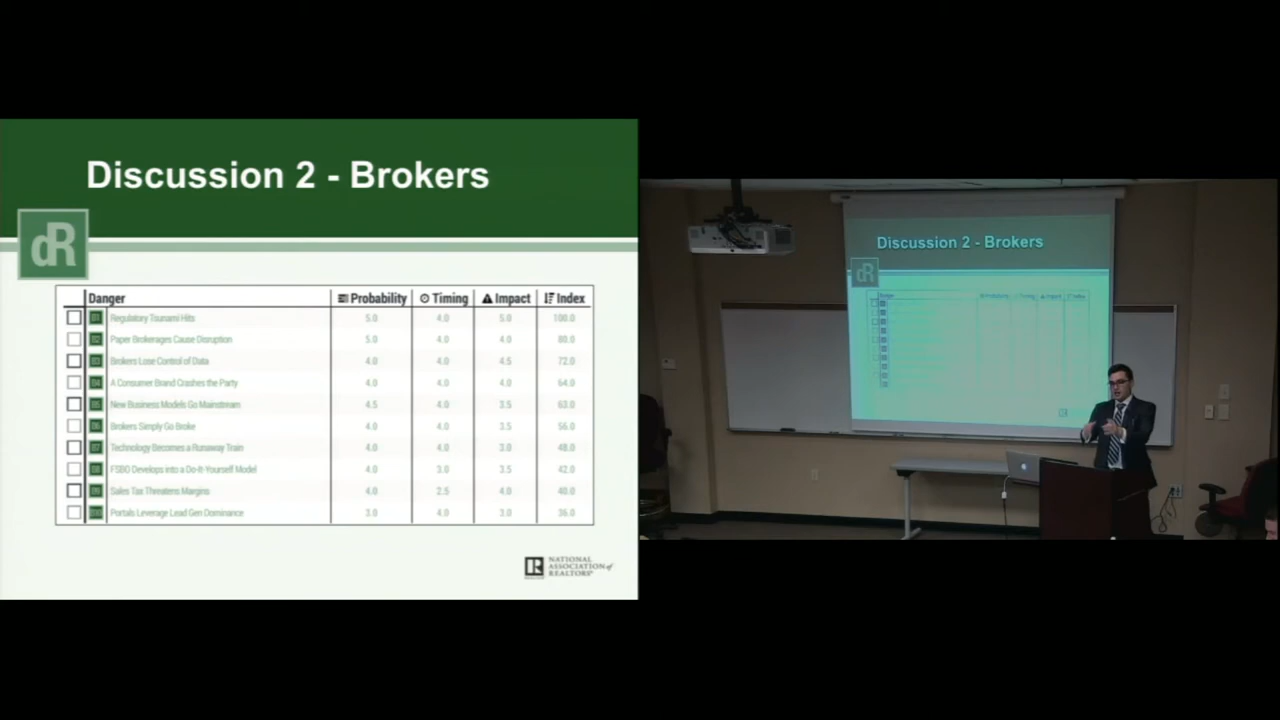 Discussion 2 - Brokers
dR
Danger Probability Timing Impact Index
Regulatory Tsunami Hits 5.0 4.0 5.0 100.0
Paper Brokerages Cause Disruption 5.0 4.0 4.0 80.0
Brokers Lose Control of Data 4.0 4.0 4.5 72.0
A Consumer Brand Crashes the Party 4.0 4.0 4.0 64.0
New Business Models Go Mainstream 4.5 4.0 3.5 63.0
Brokers Simply Go Broke 4.0 4.0 3.5 56.0
Technology Becomes a Runaway Train 4.0 4.0 3.0 48.0
FSBO Develops into a Do-It-Yourself Model 4.0 3.0 3.5 42.0
Sales Tax Threatens Margins 4.0 2.5 4.0 40.0
Portals Leverage Lead Gen Dominance 3.0 4.0 3.0 36.0
NATIONAL
ASSOCIATION of
REALTORS®
Discussion 2 - Brokers
dR
Danger Probability Timing Impact Index